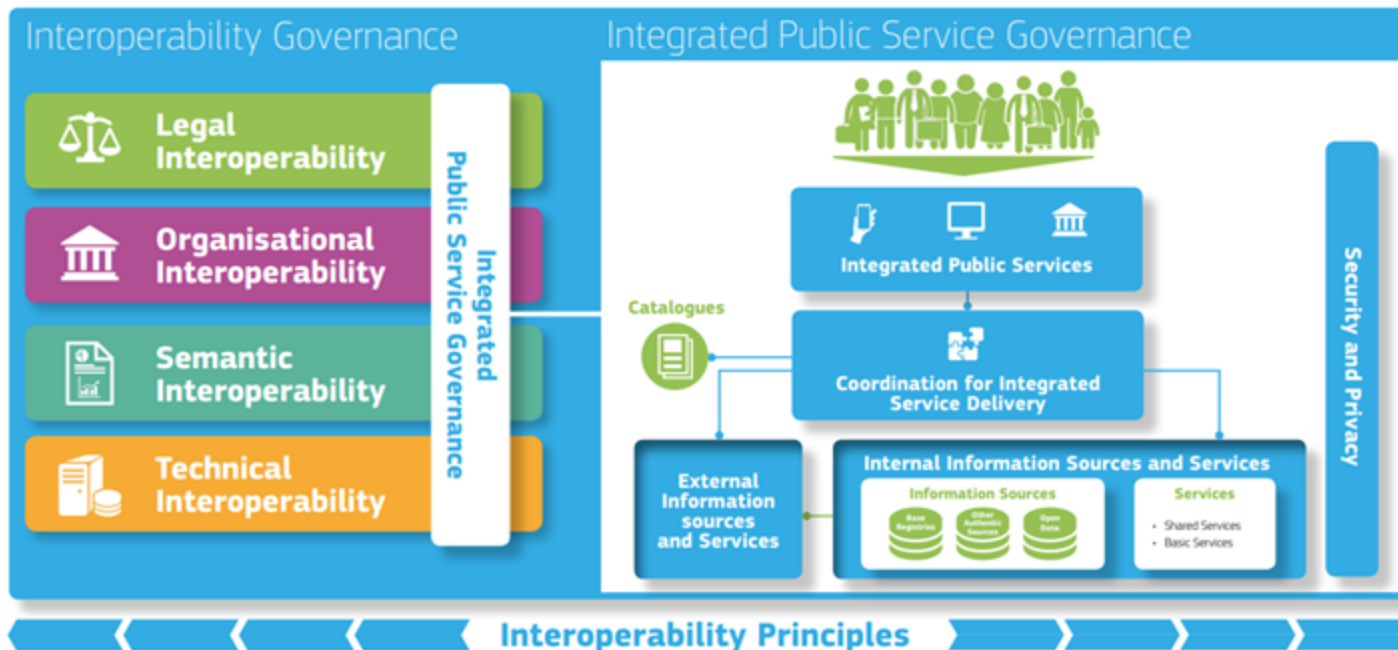 Interoperability Governance
Legal
Interoperability
Organisational
Interoperability
Semantic
Interoperability
Technical
Interoperability
Integrated
Public Service Governance
Integrated Public Service Governance
Integrated Public Services
Catalogues
Coordination for Integrated
Service Delivery
External
Information
sources
and Services
Internal Information Sources and Services
Information Sources
Base
Registries
Other
Authentic
Sources
Open
Data
Services
• Shared Services
• Basic Services
Security and Privacy
Interoperability Principles